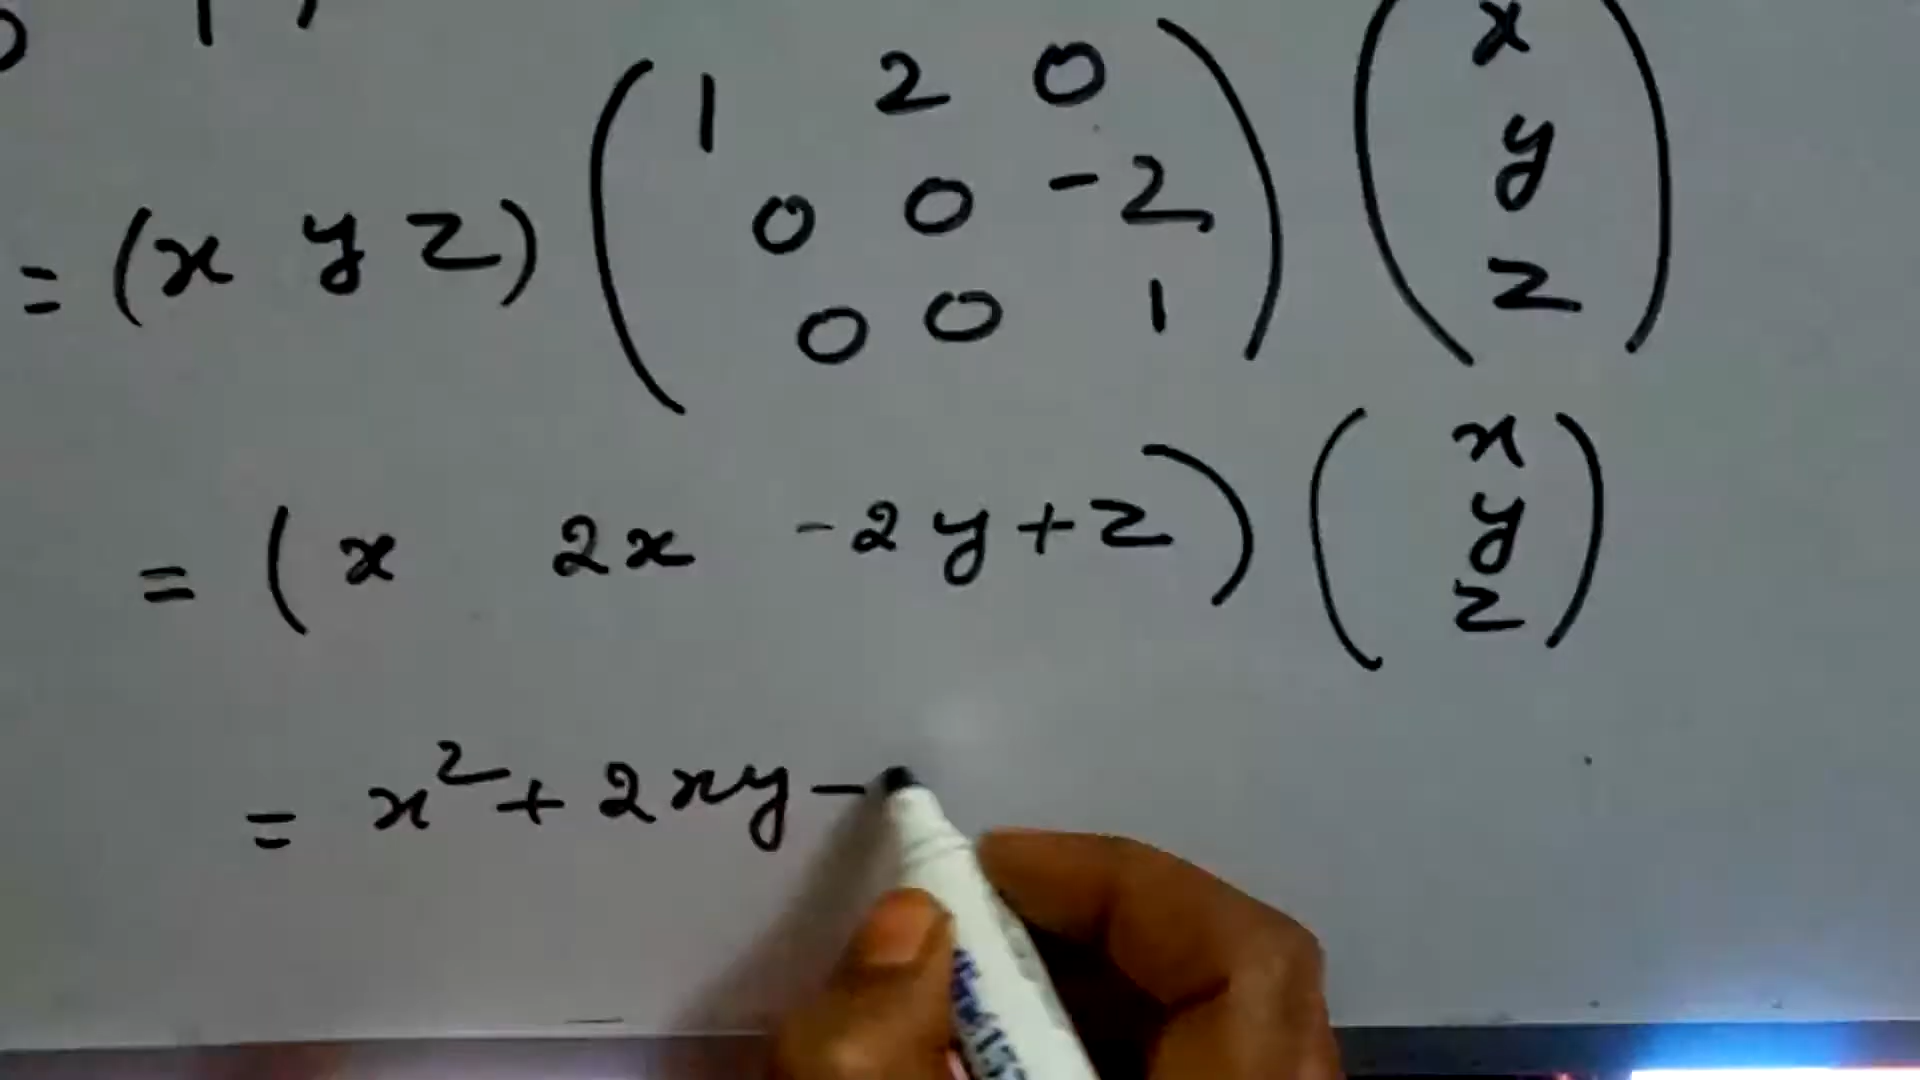 = (x y z) ( 1 2 0 ) ( x )
0 0 -2 y
0 0 1 z
= ( x 2x -2y+z ) ( x )
y
z
= x² + 2xy -